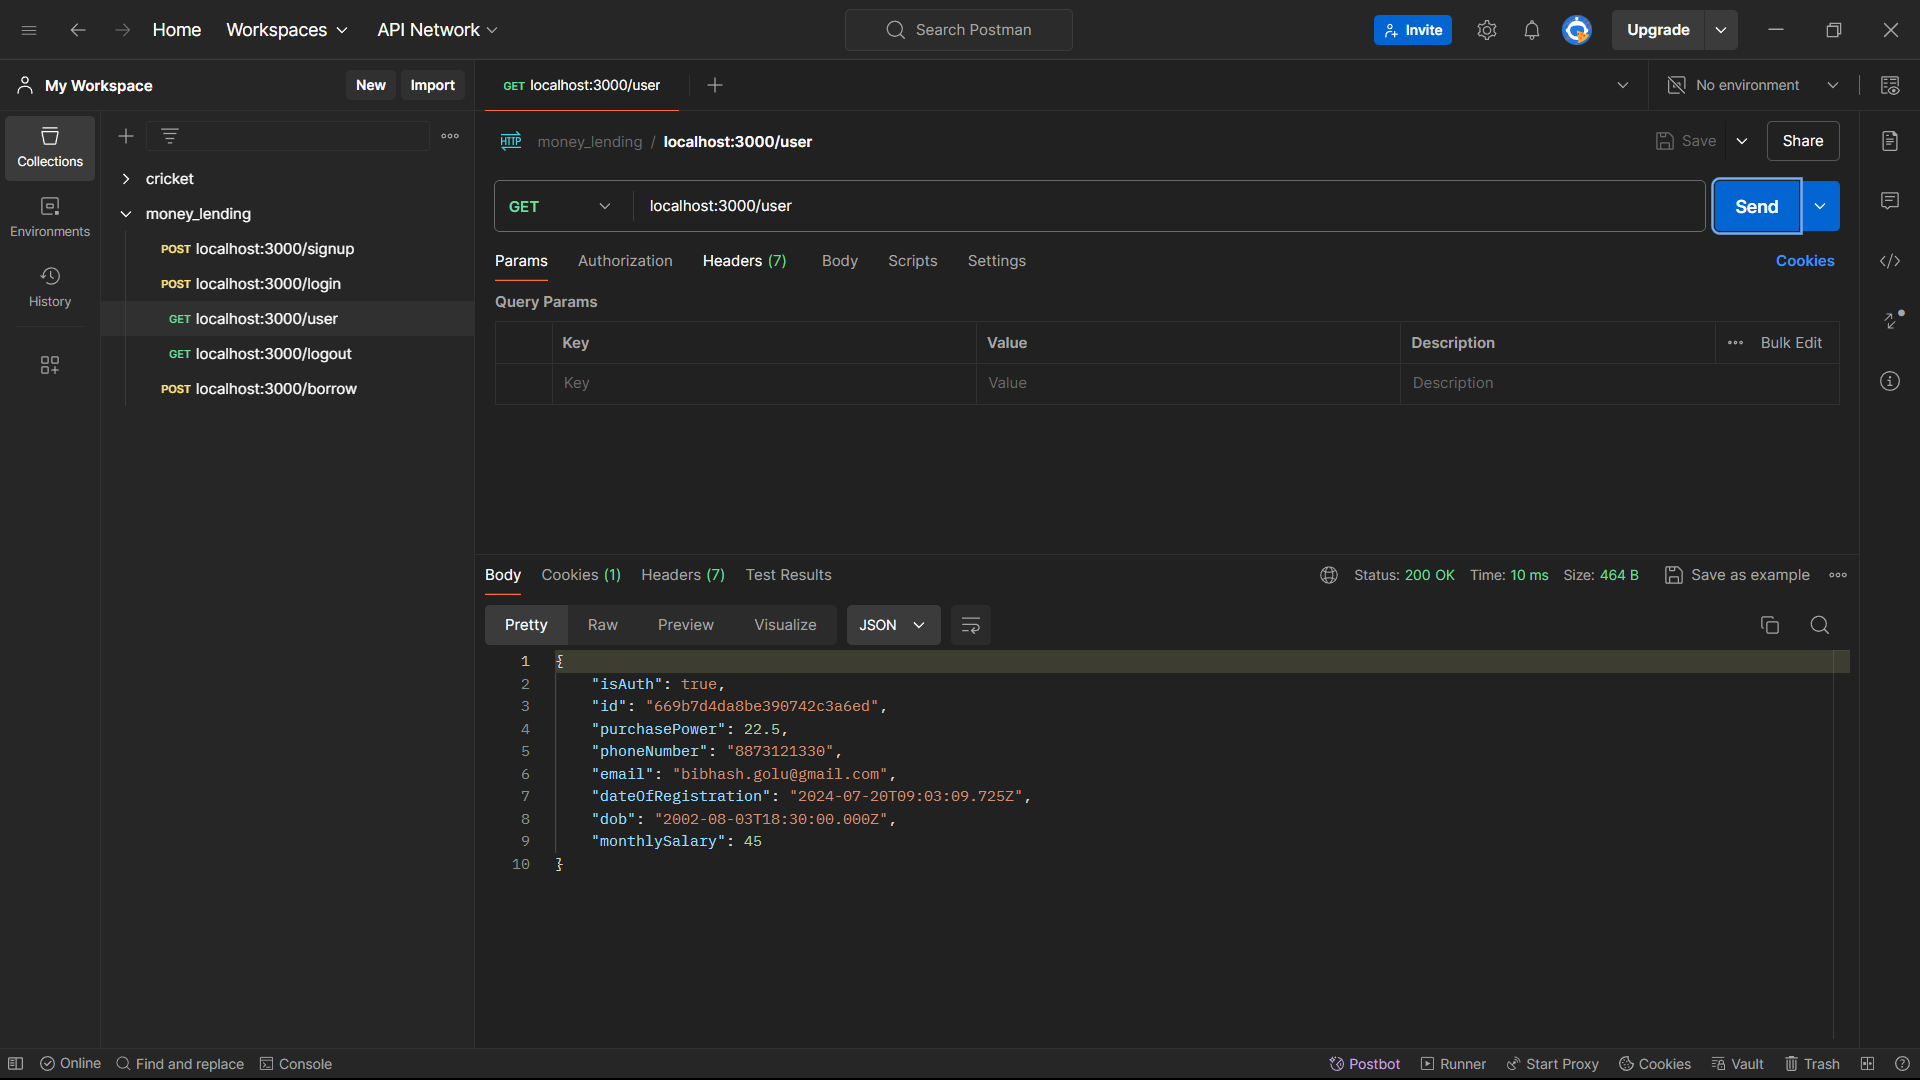 Home Workspaces API Network Search Postman Invite Upgrade
My Workspace New Import GET localhost:3000/user No environment
Collections
Environments
History
cricket
money_lending
POST localhost:3000/signup
POST localhost:3000/login
GET localhost:3000/user
GET localhost:3000/logout
POST localhost:3000/borrow
HTTP money_lending / localhost:3000/user Save Share
GET localhost:3000/user Send
Params Authorization Headers (7) Body Scripts Settings Cookies
Query Params
Key Value Description Bulk Edit
Key Value Description
Body Cookies (1) Headers (7) Test Results Status: 200 OK Time: 10 ms Size: 464 B Save as example
Pretty Raw Preview Visualize JSON
1 {
2 "isAuth": true,
3 "id": "669b7d4da8be390742c3a6ed",
4 "purchasePower": 22.5,
5 "phoneNumber": "8873121330",
6 "email": "bibhash.golu@gmail.com",
7 "dateOfRegistration": "2024-07-20T09:03:09.725Z",
8 "dob": "2002-08-03T18:30:00.000Z",
9 "monthlySalary": 45
10 }
Online Find and replace Console Postbot Runner Start Proxy Cookies Vault Trash